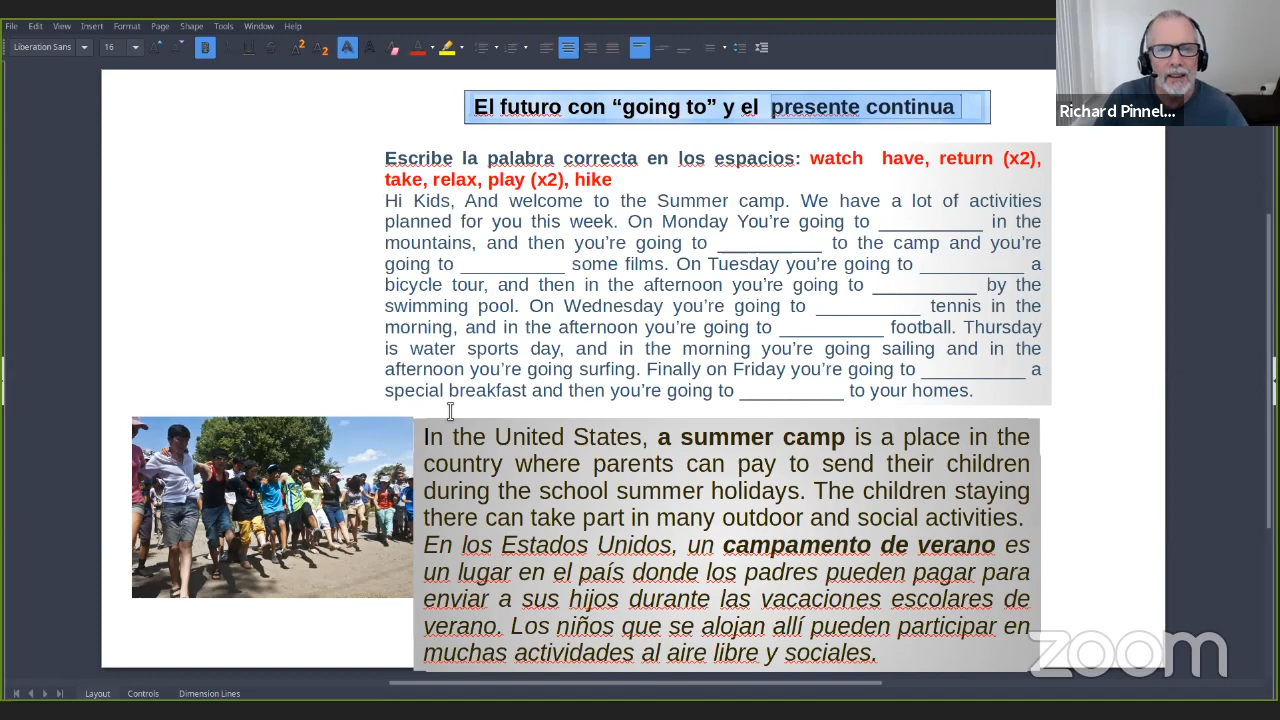 File Edit View Insert Format Page Shape Tools Window Help
Liberation Sans 16
El futuro con “going to” y el presente continua
Richard Pinnel...
Escribe la palabra correcta en los espacios: watch have, return (x2),
take, relax, play (x2), hike
Hi Kids, And welcome to the Summer camp. We have a lot of activities
planned for you this week. On Monday You’re going to __________ in the
mountains, and then you’re going to __________ to the camp and you’re
going to __________ some films. On Tuesday you’re going to __________ a
bicycle tour, and then in the afternoon you’re going to __________ by the
swimming pool. On Wednesday you’re going to __________ tennis in the
morning, and in the afternoon you’re going to __________ football. Thursday
is water sports day, and in the morning you’re going sailing and in the
afternoon you’re going surfing. Finally on Friday you’re going to __________ a
special breakfast and then you’re going to __________ to your homes.
In the United States, a summer camp is a place in the
country where parents can pay to send their children
during the school summer holidays. The children staying
there can take part in many outdoor and social activities.
En los Estados Unidos, un campamento de verano es
un lugar en el país donde los padres pueden pagar para
enviar a sus hijos durante las vacaciones escolares de
verano. Los niños que se alojan allí pueden participar en
muchas actividades al aire libre y sociales.
zoom
Layout Controls Dimension Lines